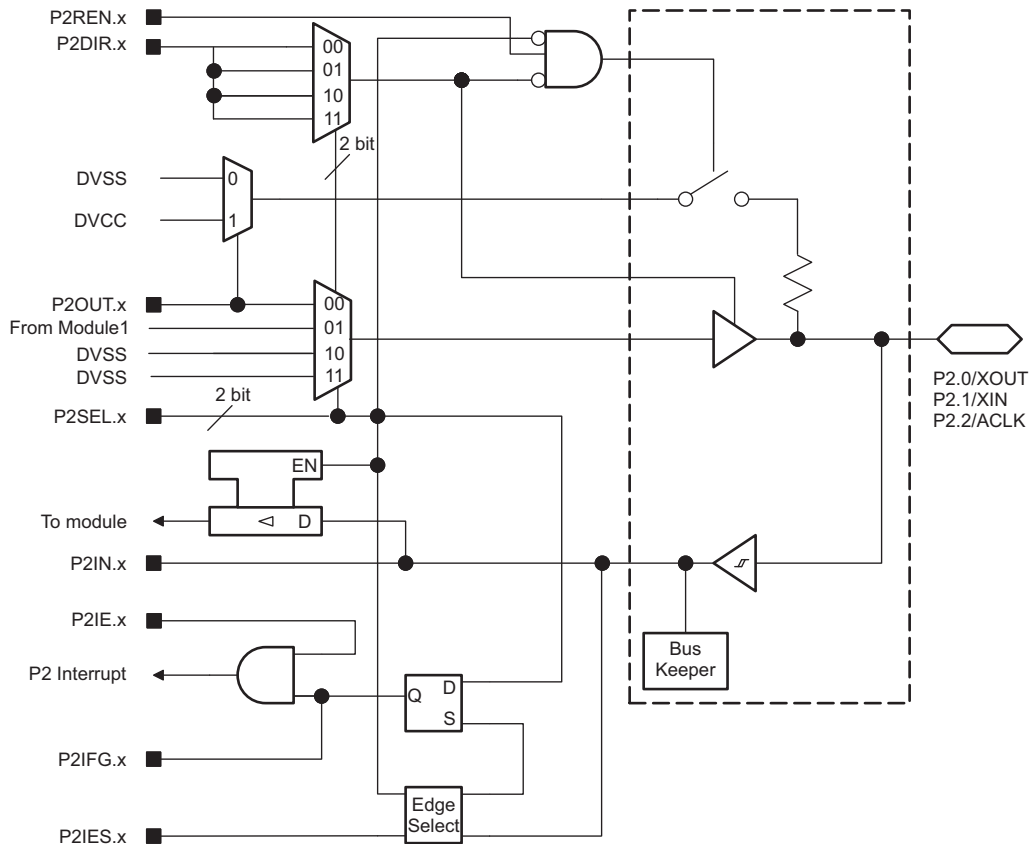 P2REN.x
P2DIR.x
00
01
10
11
2 bit
DVSS
0
DVCC
1
P2OUT.x
00
From Module1
01
DVSS
10
DVSS
11
2 bit
P2SEL.x
P2.0/XOUT
P2.1/XIN
P2.2/ACLK
EN
To module
D
P2IN.x
P2IE.x
Bus
Keeper
P2 Interrupt
Q
D
S
P2IFG.x
Edge
Select
P2IES.x